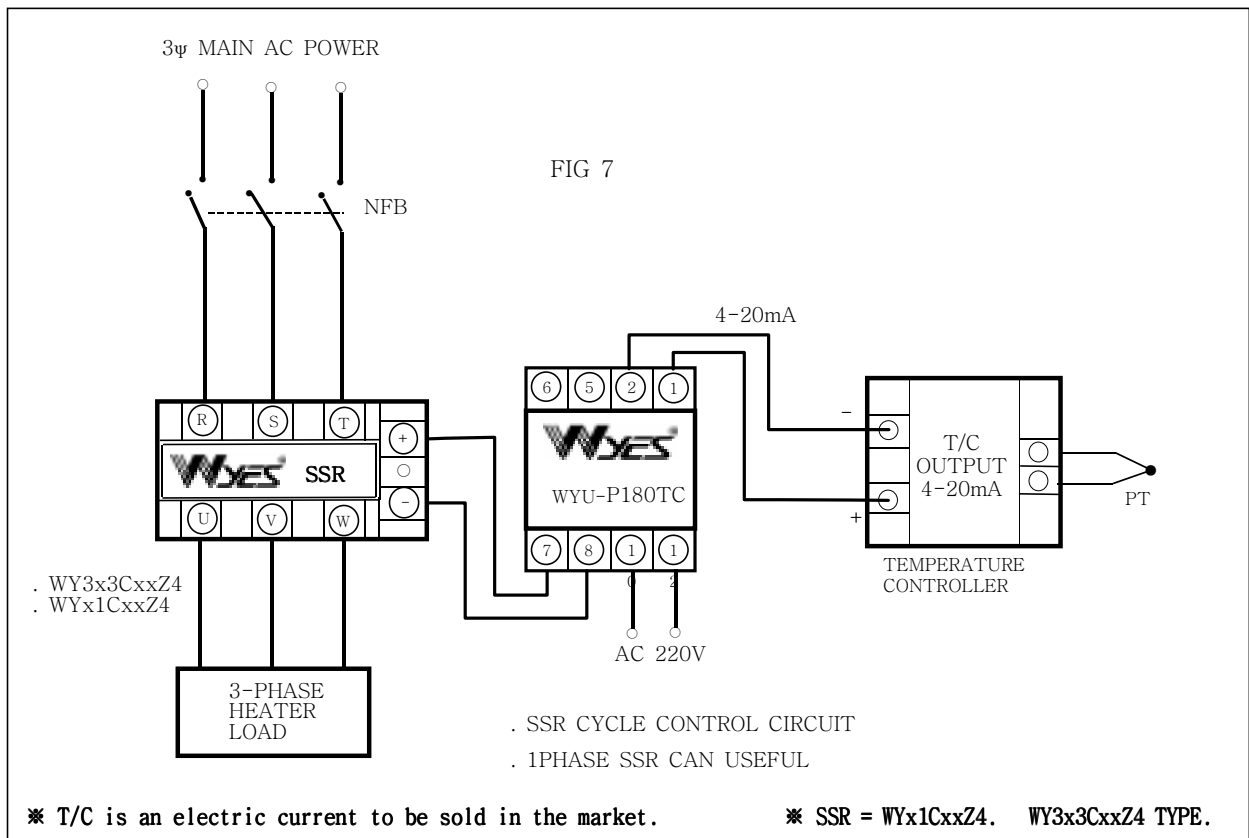 3ψ MAIN AC POWER
FIG 7
NFB
4-20mA
R S T
+
WYES SSR
-
U V W
6 5 2 1
WYES
WYU-P180TC
7 8 1 1
0 2
-
T/C
OUTPUT
4-20mA
+
PT
TEMPERATURE
CONTROLLER
. WY3x3CxxZ4
. WYx1CxxZ4
AC 220V
3-PHASE
HEATER
LOAD
. SSR CYCLE CONTROL CIRCUIT
. 1PHASE SSR CAN USEFUL
※ T/C is an electric current to be sold in the market.
※ SSR = WYx1CxxZ4. WY3x3CxxZ4 TYPE.